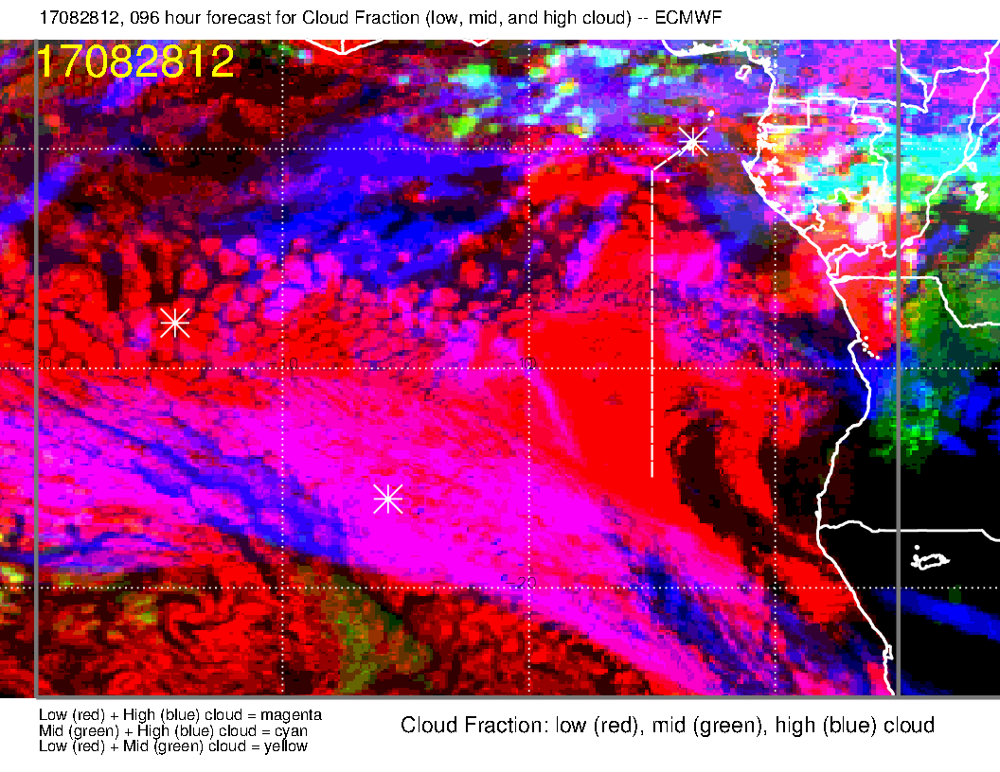 17082812, 096 hour forecast for Cloud Fraction (low, mid, and high cloud) -- ECMWF
17082812
-10
-20
Low (red) + High (blue) cloud = magenta
Mid (green) + High (blue) cloud = cyan
Low (red) + Mid (green) cloud = yellow
Cloud Fraction: low (red), mid (green), high (blue) cloud